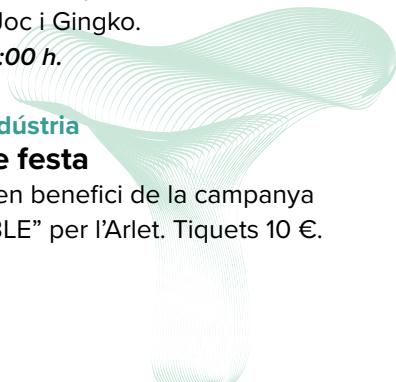 Joc i Gingko.
:00 h.
dústria
e festa
en benefici de la campanya
BLE” per l’Arlet. Tiquets 10 €.